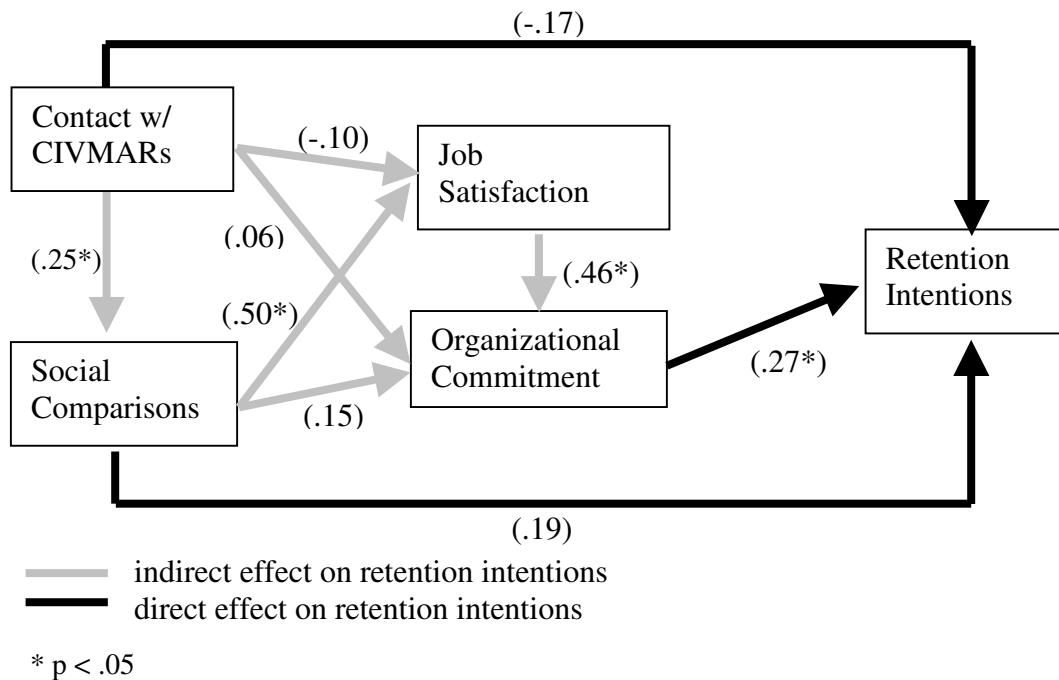 (-.17)
Contact w/
CIVMARs
(-.10)
Job
Satisfaction
(.06)
(.25*)
(.46*)
Retention
Intentions
(.50*)
Organizational
Commitment
(.27*)
Social
Comparisons
(.15)
(.19)
indirect effect on retention intentions
direct effect on retention intentions
* p < .05